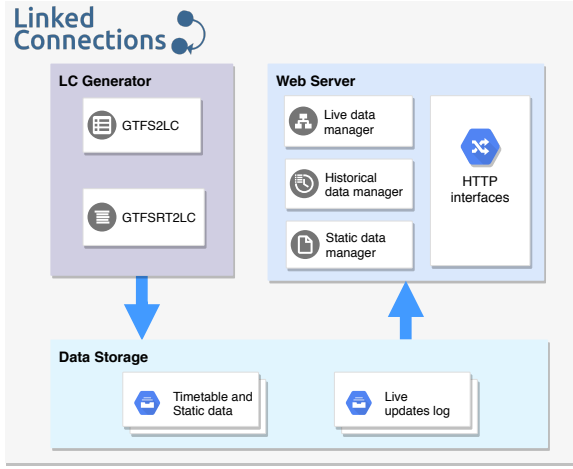 Linked
Connections
LC Generator
GTFS2LC
GTFSRT2LC
Web Server
Live data
manager
Historical
data manager
Static data
manager
HTTP
interfaces
Data Storage
Timetable and
Static data
Live
updates log